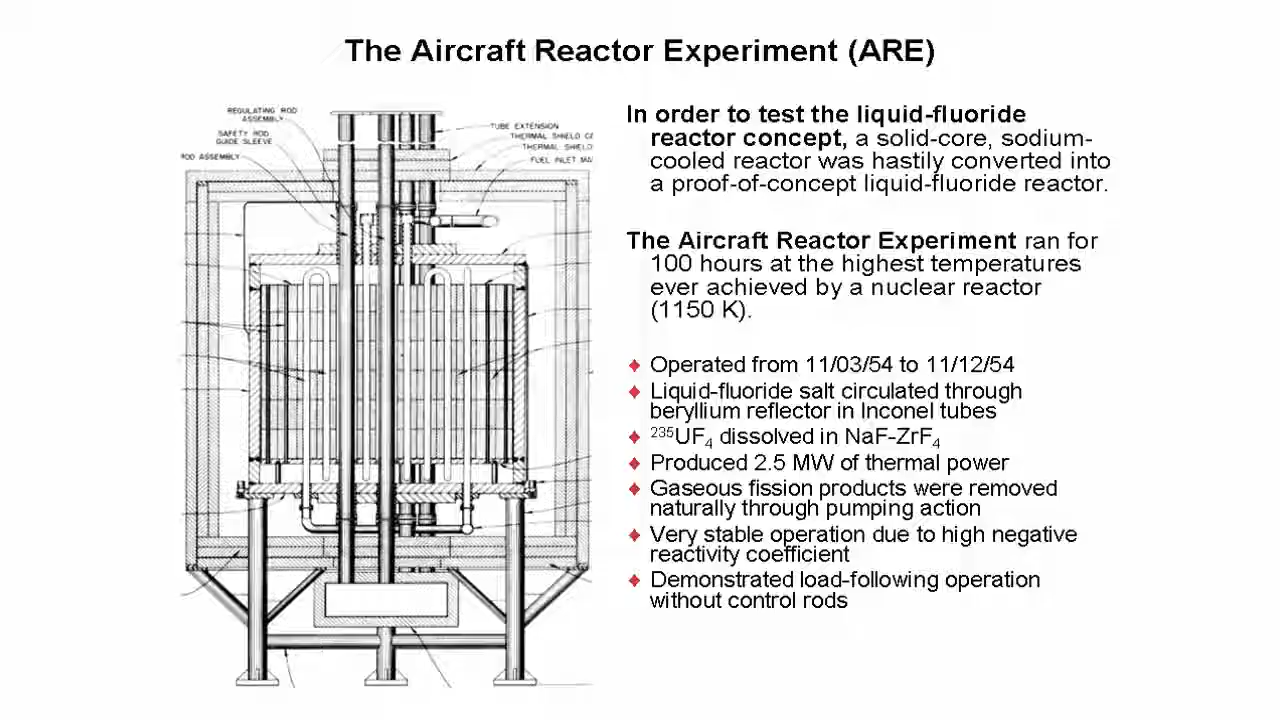 The Aircraft Reactor Experiment (ARE)
REGULATING ROD
ASSEMBLY
SAFETY ROD
GUIDE SLEEVE
ROD ASSEMBLY
TUBE EXTENSION
THERMAL SHIELD
THERMAL SHIELD
FUEL INLET
In order to test the liquid-fluoride
reactor concept, a solid-core, sodium-
cooled reactor was hastily converted into
a proof-of-concept liquid-fluoride reactor.
The Aircraft Reactor Experiment ran for
100 hours at the highest temperatures
ever achieved by a nuclear reactor
(1150 K).
♦ Operated from 11/03/54 to 11/12/54
♦ Liquid-fluoride salt circulated through
beryllium reflector in Inconel tubes
♦ ²³⁵UF₄ dissolved in NaF-ZrF₄
♦ Produced 2.5 MW of thermal power
♦ Gaseous fission products were removed
naturally through pumping action
♦ Very stable operation due to high negative
reactivity coefficient
♦ Demonstrated load-following operation
without control rods